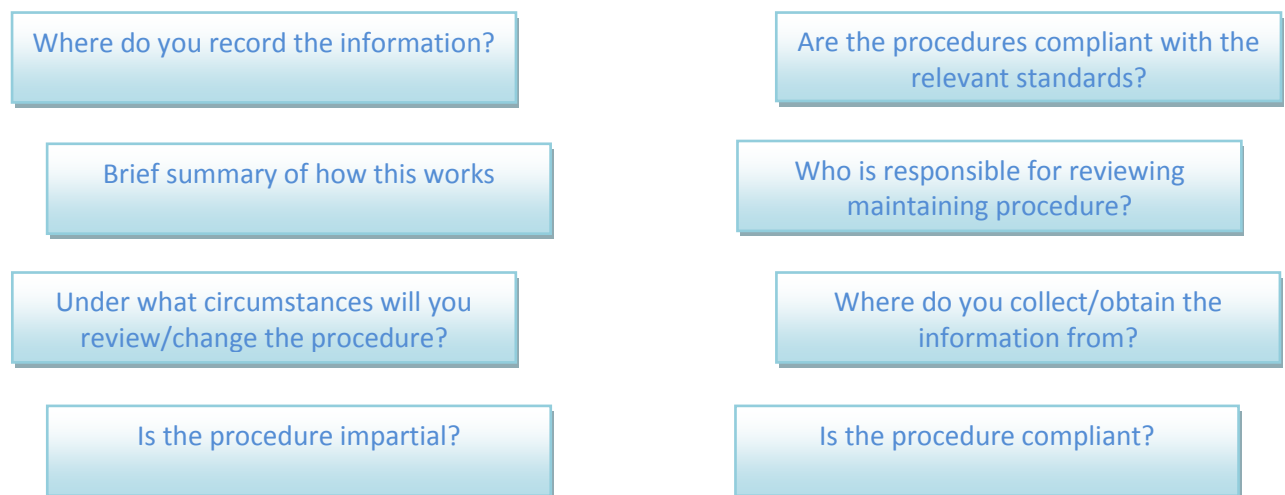 Where do you record the information?
Are the procedures compliant with the
relevant standards?
Brief summary of how this works
Who is responsible for reviewing
maintaining procedure?
Under what circumstances will you
review/change the procedure?
Where do you collect/obtain the
information from?
Is the procedure impartial?
Is the procedure compliant?